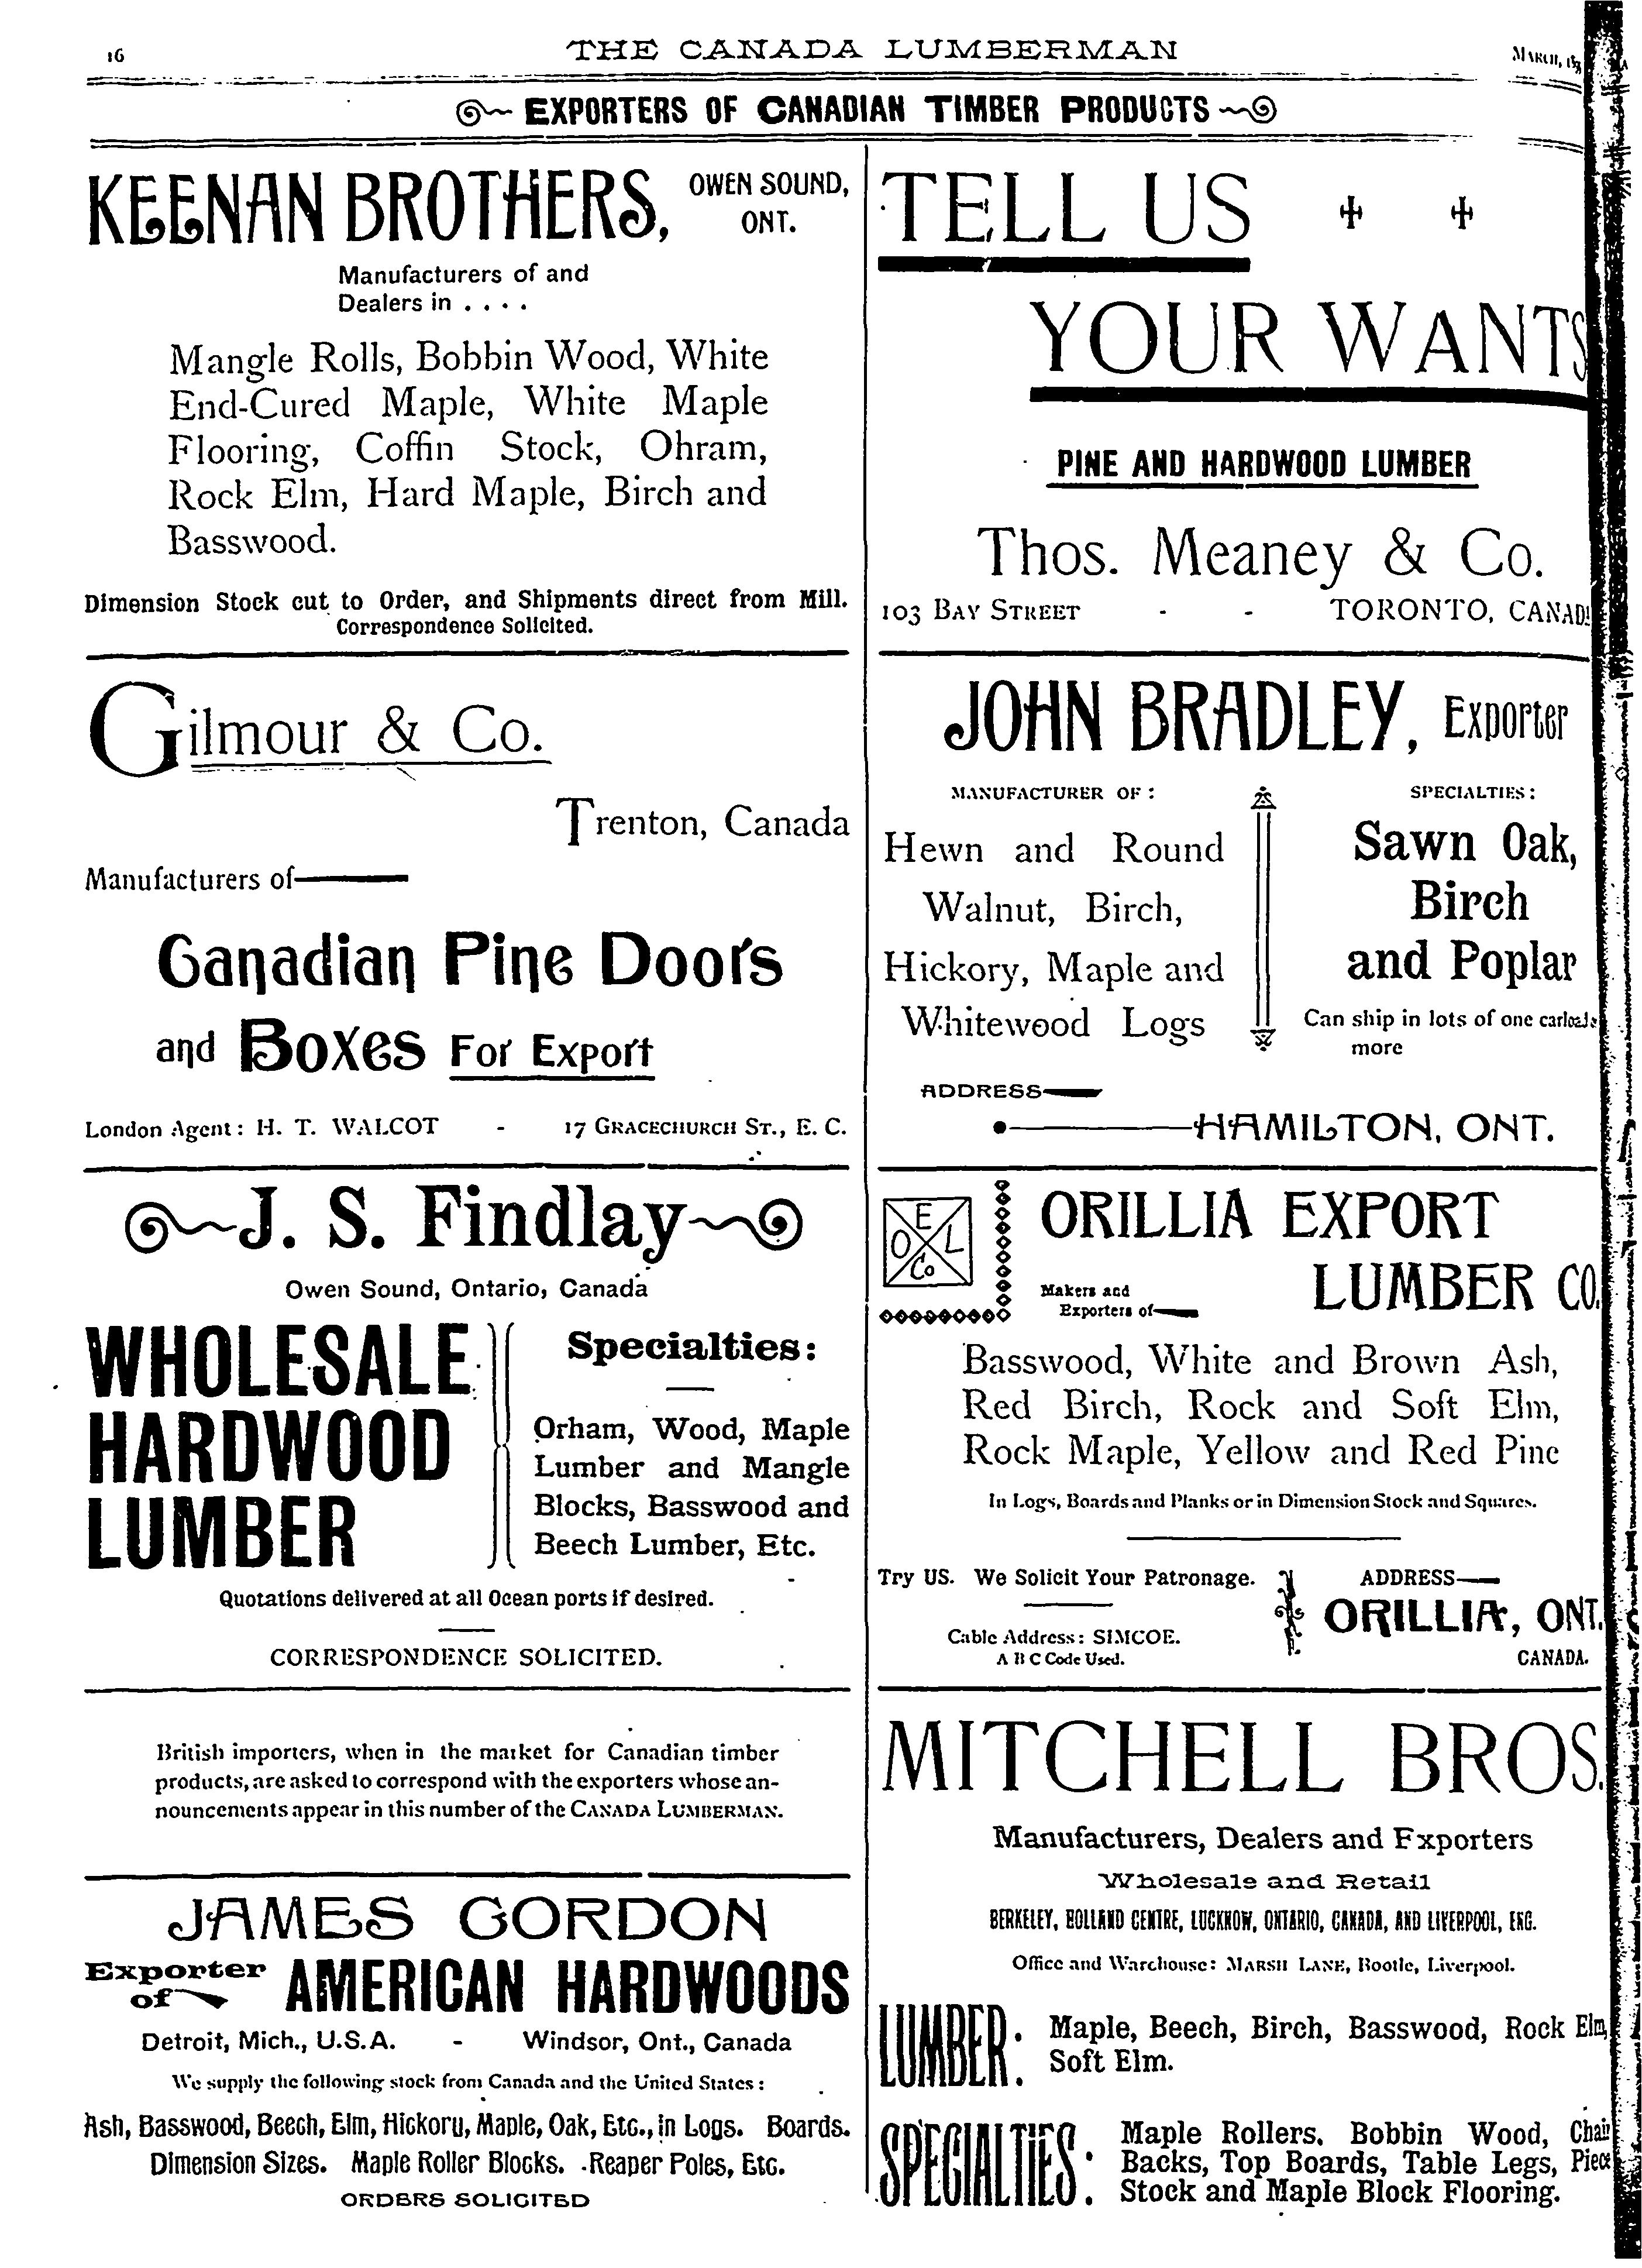 16
THE CANADA LUMBERMAN
MARCH,
EXPORTERS OF CANADIAN TIMBER PRODUCTS
KEENAN BROTHERS,
OWEN SOUND,
ONT.
Manufacturers of and
Dealers in . . . .
Mangle Rolls, Bobbin Wood, White
End-Cured Maple, White Maple
Flooring, Coffin Stock, Ohram,
Rock Elm, Hard Maple, Birch and
Basswood.
Dimension Stock cut to Order, and Shipments direct from Mill.
Correspondence Solicited.
Gilmour & Co.
Trenton, Canada
Manufacturers of
Canadian Pine Doors
and Boxes For Export
London Agent: H. T. WALCOT - 17 GRACECHURCH ST., E. C.
J. S. Findlay
Owen Sound, Ontario, Canada
WHOLESALE
HARDWOOD
LUMBER
Specialties:
Orham, Wood, Maple
Lumber and Mangle
Blocks, Basswood and
Beech Lumber, Etc.
Quotations delivered at all Ocean ports if desired.
CORRESPONDENCE SOLICITED.
British importers, when in the market for Canadian timber
products, are asked to correspond with the exporters whose an-
nouncements appear in this number of the CANADA LUMBERMAN.
JAMES GORDON
Exporter
of
AMERICAN HARDWOODS
Detroit, Mich., U.S.A. - Windsor, Ont., Canada
We supply the following stock from Canada and the United States:
Ash, Basswood, Beech, Elm, Hickory, Maple, Oak, Etc., in Logs. Boards.
Dimension Sizes. Maple Roller Blocks. Reaper Poles, Etc.
ORDERS SOLICITED
TELL US
YOUR WANTS
PINE AND HARDWOOD LUMBER
Thos. Meaney & Co.
103 BAY STREET - - TORONTO, CANAD
JOHN BRADLEY, Exporter
MANUFACTURER OF:
Hewn and Round
Walnut, Birch,
Hickory, Maple and
Whitewood Logs
SPECIALTIES:
Sawn Oak,
Birch
and Poplar
Can ship in lots of one carload
more
ADDRESS
HAMILTON, ONT.
E
O L
Co
ORILLIA EXPORT
LUMBER CO.
Makers and
Exporters of
Basswood, White and Brown Ash,
Red Birch, Rock and Soft Elm,
Rock Maple, Yellow and Red Pine
In Logs, Boards and Planks or in Dimension Stock and Squares.
Try US. We Solicit Your Patronage.
Cable Address: SIMCOE.
A B C Code Used.
ADDRESS
ORILLIA, ONT.
CANADA.
MITCHELL BROS.
Manufacturers, Dealers and Exporters
Wholesale and Retail
BERKELEY, HOLLAND CENTRE, LUCKNOW, ONTARIO, CANADA, AND LIVERPOOL, ENG.
Office and Warehouse: MARSH LANE, Bootle, Liverpool.
LUMBER:
Maple, Beech, Birch, Basswood, Rock Elm,
Soft Elm.
SPECIALTIES:
Maple Rollers. Bobbin Wood, Chair
Backs, Top Boards, Table Legs, Piece
Stock and Maple Block Flooring.